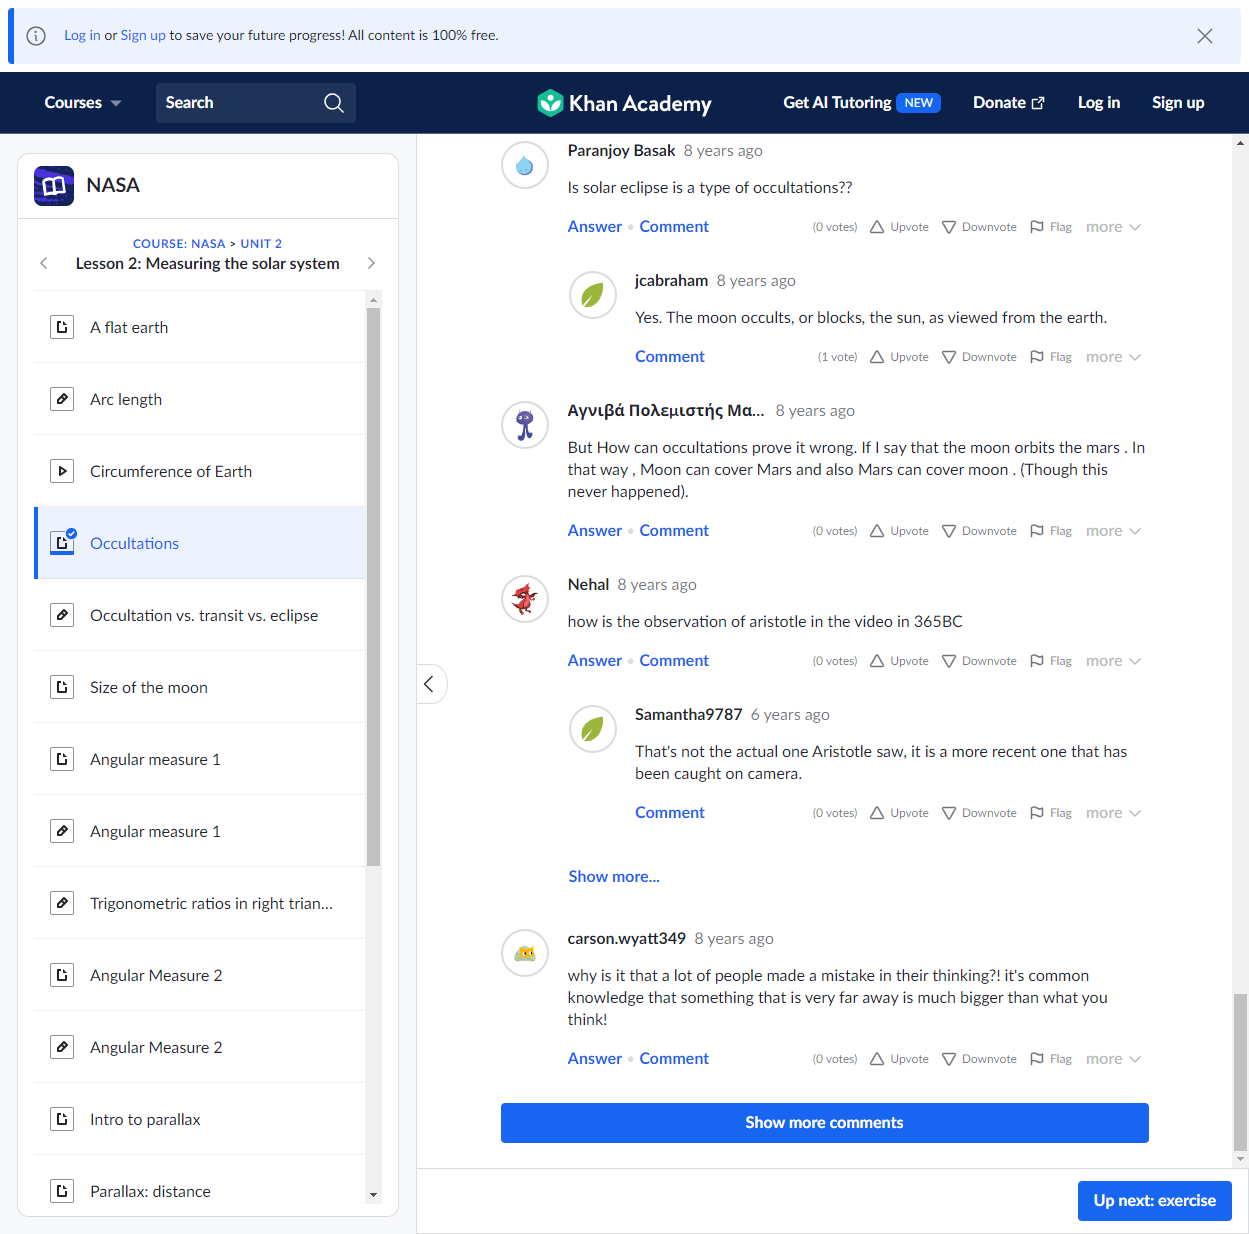 Log in or Sign up to save your future progress! All content is 100% free.
Courses
Search
Khan Academy
Get AI Tutoring NEW
Donate
Log in
Sign up
NASA
COURSE: NASA > UNIT 2
Lesson 2: Measuring the solar system
A flat earth
Arc length
Circumference of Earth
Occultations
Occultation vs. transit vs. eclipse
Size of the moon
Angular measure 1
Angular measure 1
Trigonometric ratios in right trian...
Angular Measure 2
Angular Measure 2
Intro to parallax
Parallax: distance
Paranjoy Basak 8 years ago
Is solar eclipse is a type of occultations??
Answer • Comment (0 votes) Upvote Downvote Flag more
jcabraham 8 years ago
Yes. The moon occults, or blocks, the sun, as viewed from the earth.
Comment (1 vote) Upvote Downvote Flag more
Αγνιβά Πολεμιστής Μα... 8 years ago
But How can occultations prove it wrong. If I say that the moon orbits the mars . In
that way , Moon can cover Mars and also Mars can cover moon . (Though this
never happened).
Answer • Comment (0 votes) Upvote Downvote Flag more
Nehal 8 years ago
how is the observation of aristotle in the video in 365BC
Answer • Comment (0 votes) Upvote Downvote Flag more
Samantha9787 6 years ago
That's not the actual one Aristotle saw, it is a more recent one that has
been caught on camera.
Comment (0 votes) Upvote Downvote Flag more
Show more...
carson.wyatt349 8 years ago
why is it that a lot of people made a mistake in their thinking?! it's common
knowledge that something that is very far away is much bigger than what you
think!
Answer • Comment (0 votes) Upvote Downvote Flag more
Show more comments
Up next: exercise